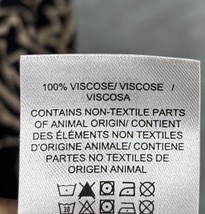 100% VISCOSE/ VISCOSE /
VISCOSA
CONTAINS NON-TEXTILE PARTS
OF ANIMAL ORIGIN/ CONTIENT
DES ÉLÉMENTS NON TEXTILES
D'ORIGINE ANIMALE/ CONTIENE
PARTES NO TEXTILES DE
ORIGEN ANIMAL
30